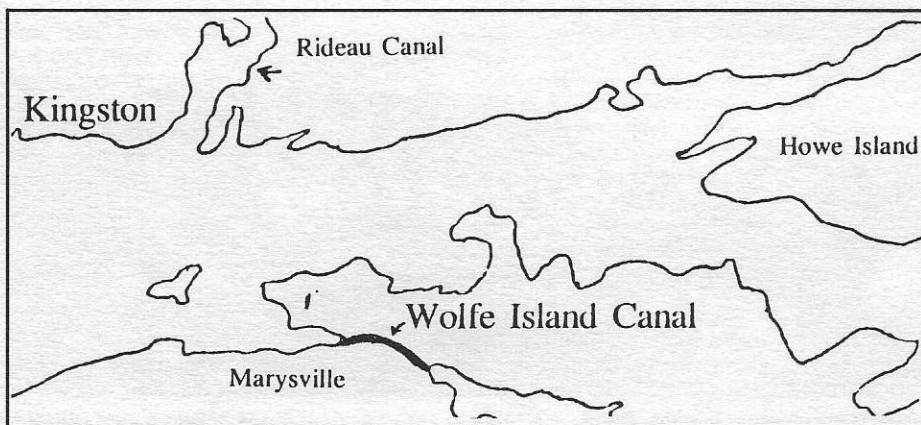 Rideau Canal
Kingston
Howe Island
Wolfe Island Canal
Marysville